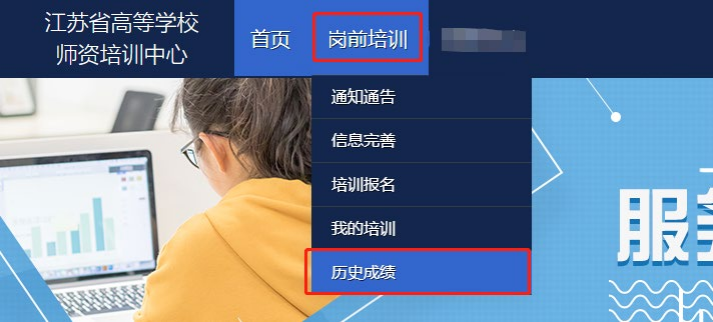 江苏省高等学校
师资培训中心
首页
岗前培训
通知通告
信息完善
培训报名
我的培训
历史成绩
服